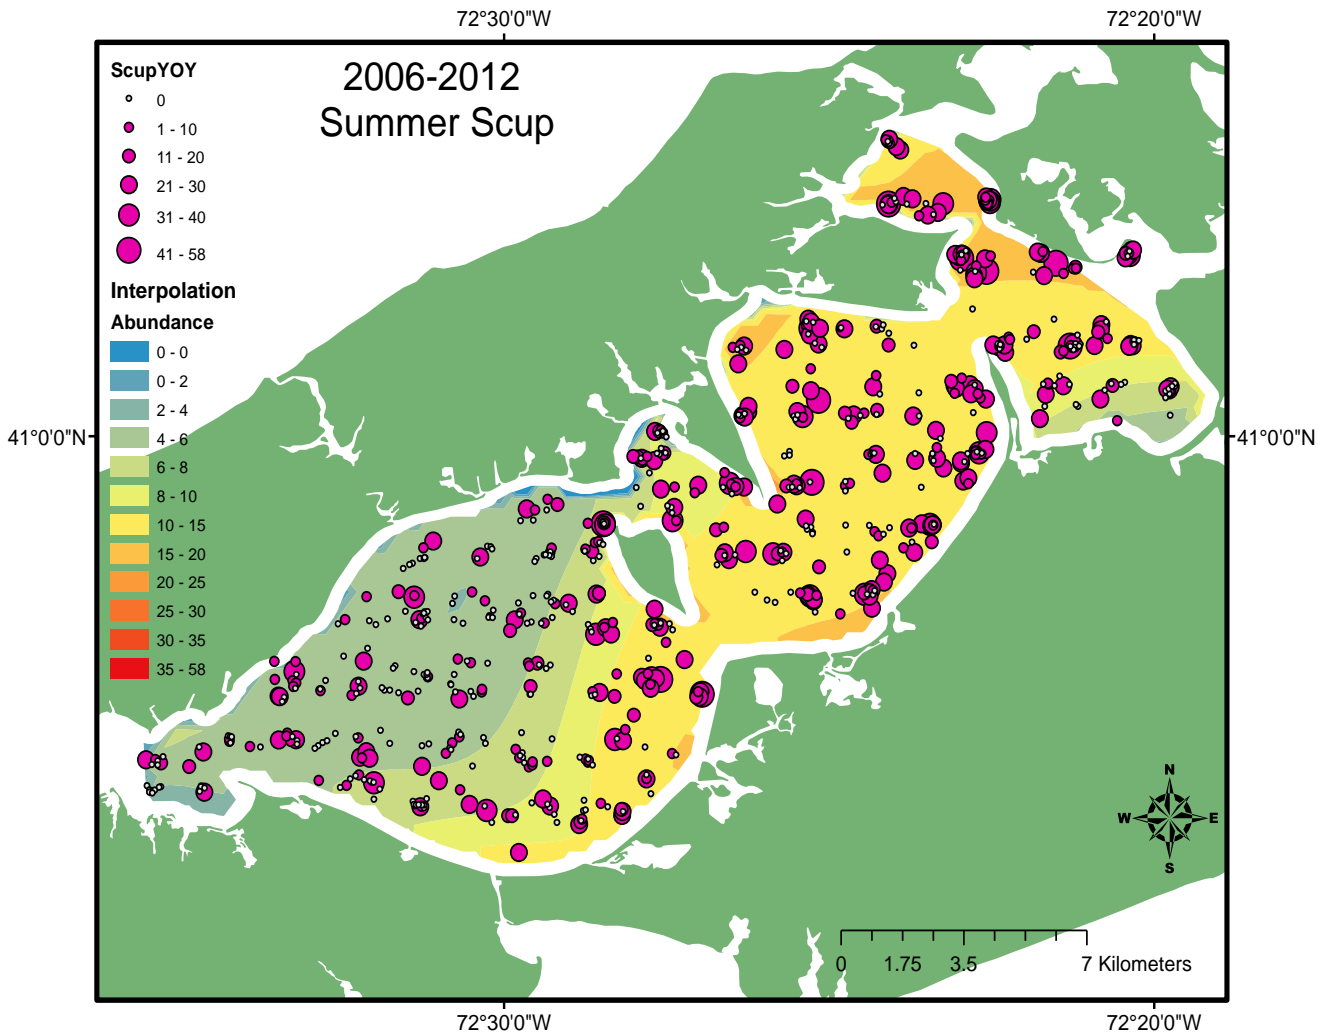 72°30'0"W 72°20'0"W
2006-2012
Summer Scup
ScupYOY
0
1 - 10
11 - 20
21 - 30
31 - 40
41 - 58
Interpolation
Abundance
0 - 0
0 - 2
2 - 4
4 - 6
6 - 8
8 - 10
10 - 15
15 - 20
20 - 25
25 - 30
30 - 35
35 - 58
41°0'0"N 41°0'0"N
N
W E
S
0 1.75 3.5 7 Kilometers
72°30'0"W 72°20'0"W